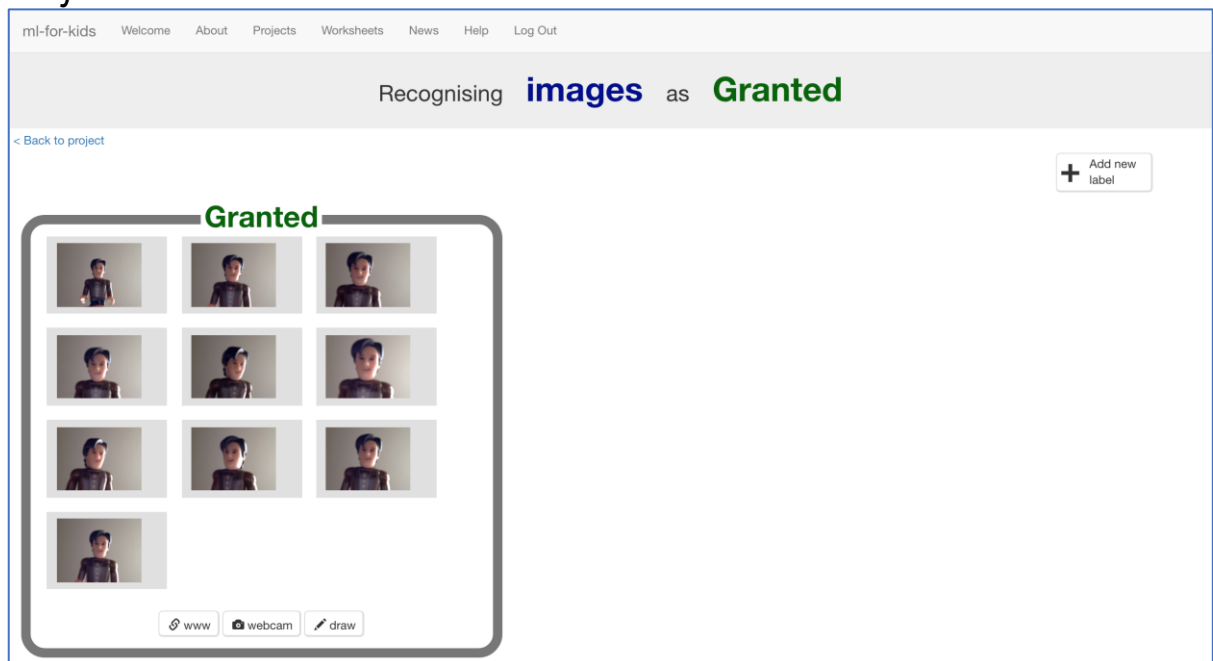 ml-for-kids Welcome About Projects Worksheets News Help Log Out
Recognising images as Granted
< Back to project
+ Add new
label
Granted
www webcam draw